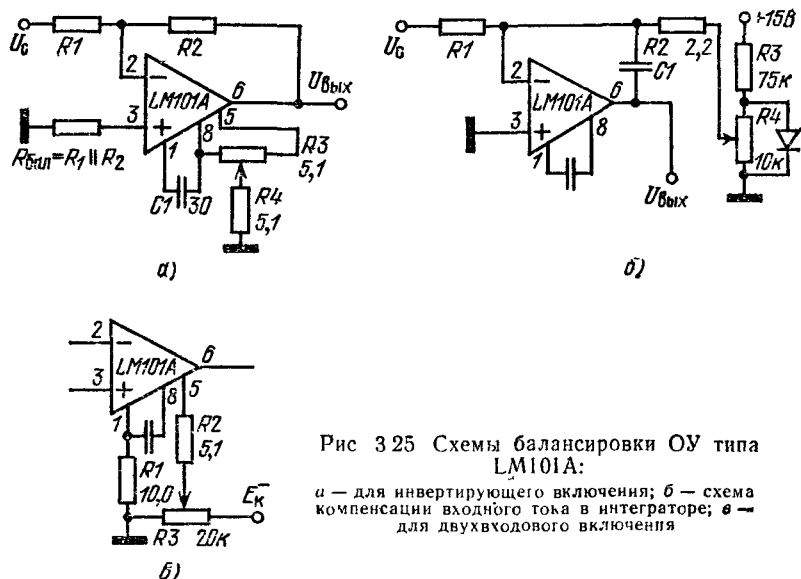 U_G
R1
R2
2
3
LM101A
6
5
8
1
U_вых
R_бал = R1 || R2
C1
30
R3
5,1
R4
5,1
а)
U_G
R1
R2
2,2
C1
2
3
LM101A
6
8
1
U_вых
+15В
R3
75к
R4
10к
б)
2
3
LM101A
6
5
8
1
R1
10,0
R2
5,1
R3
20к
E_к^-
б)
Рис 3 25 Схемы балансировки ОУ типа
LM101A:
а — для инвертирующего включения; б — схема
компенсации входного тока в интеграторе; в —
для двухвходового включения